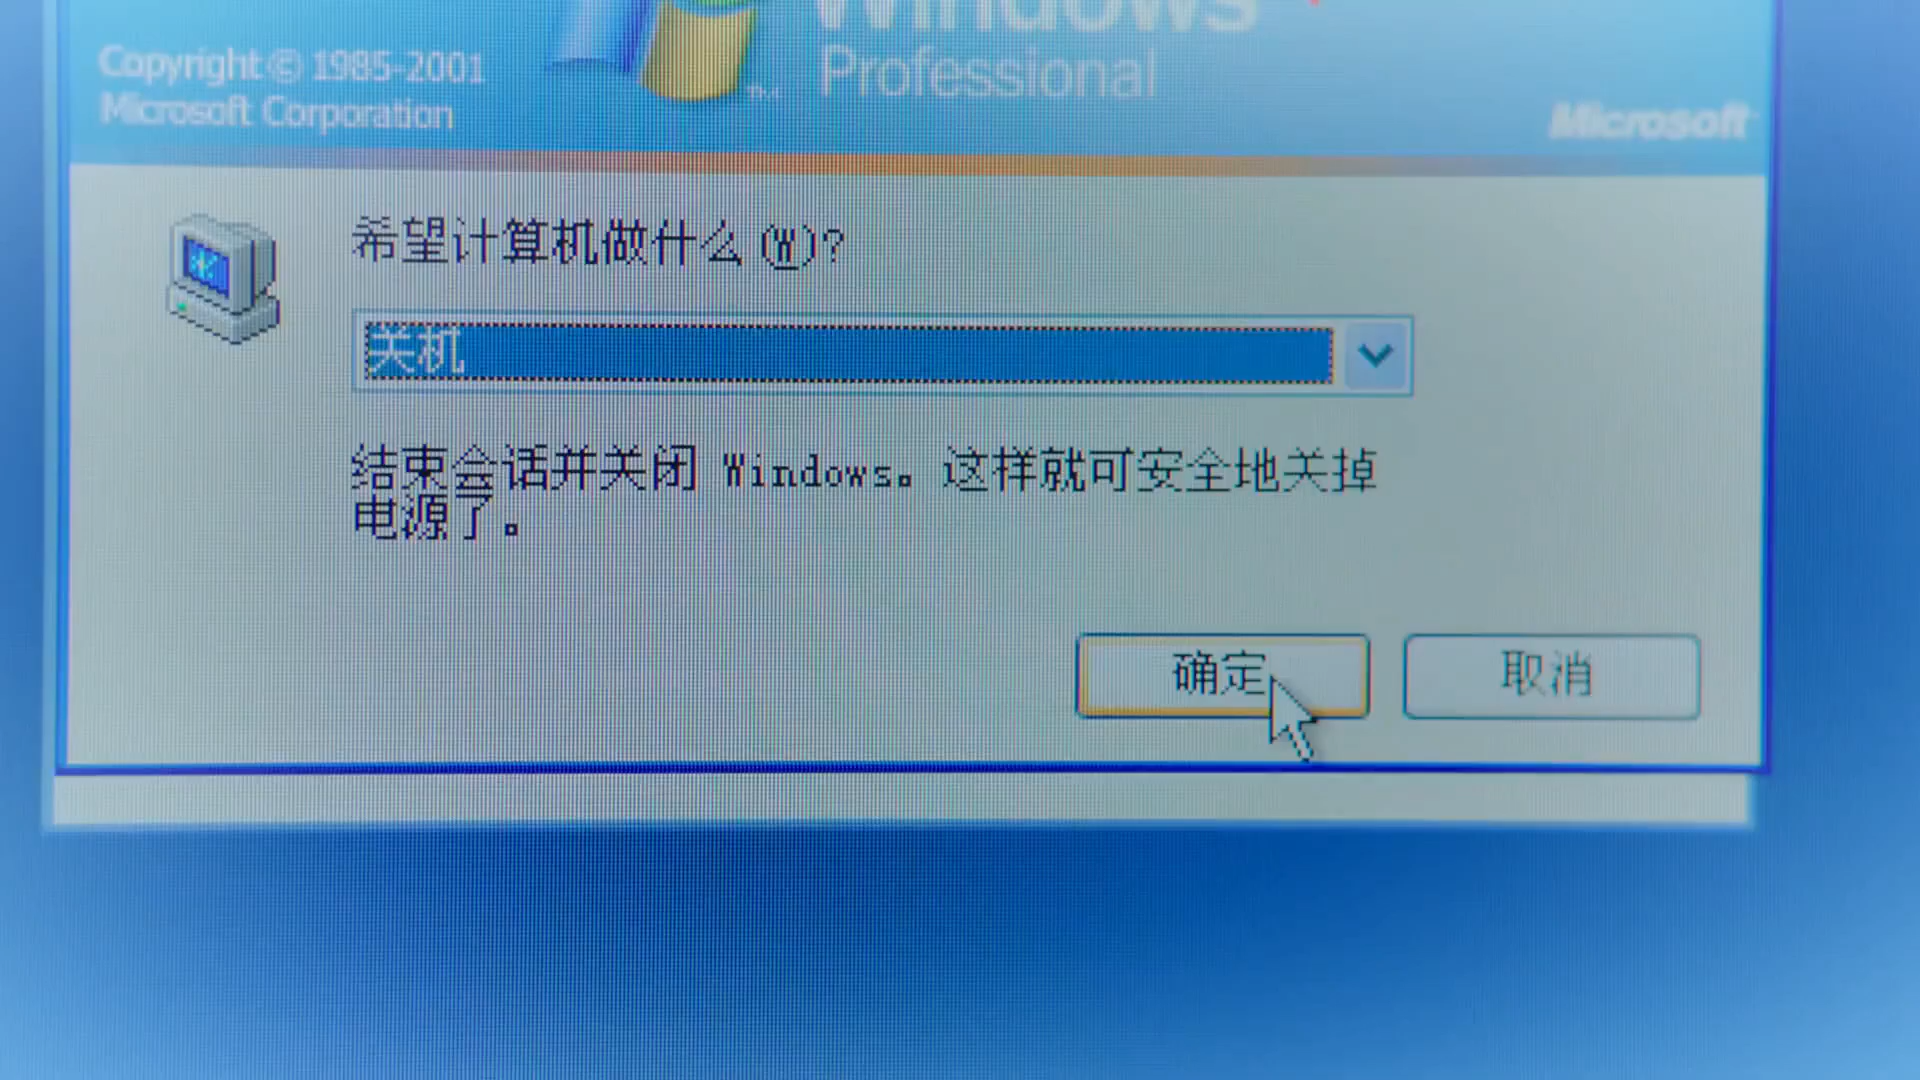 Windows
Professional
Copyright © 1985-2001
Microsoft Corporation
Microsoft
希望计算机做什么(W)?
关机
结束会话并关闭 Windows。这样就可安全地关掉
电源了。
确定
取消